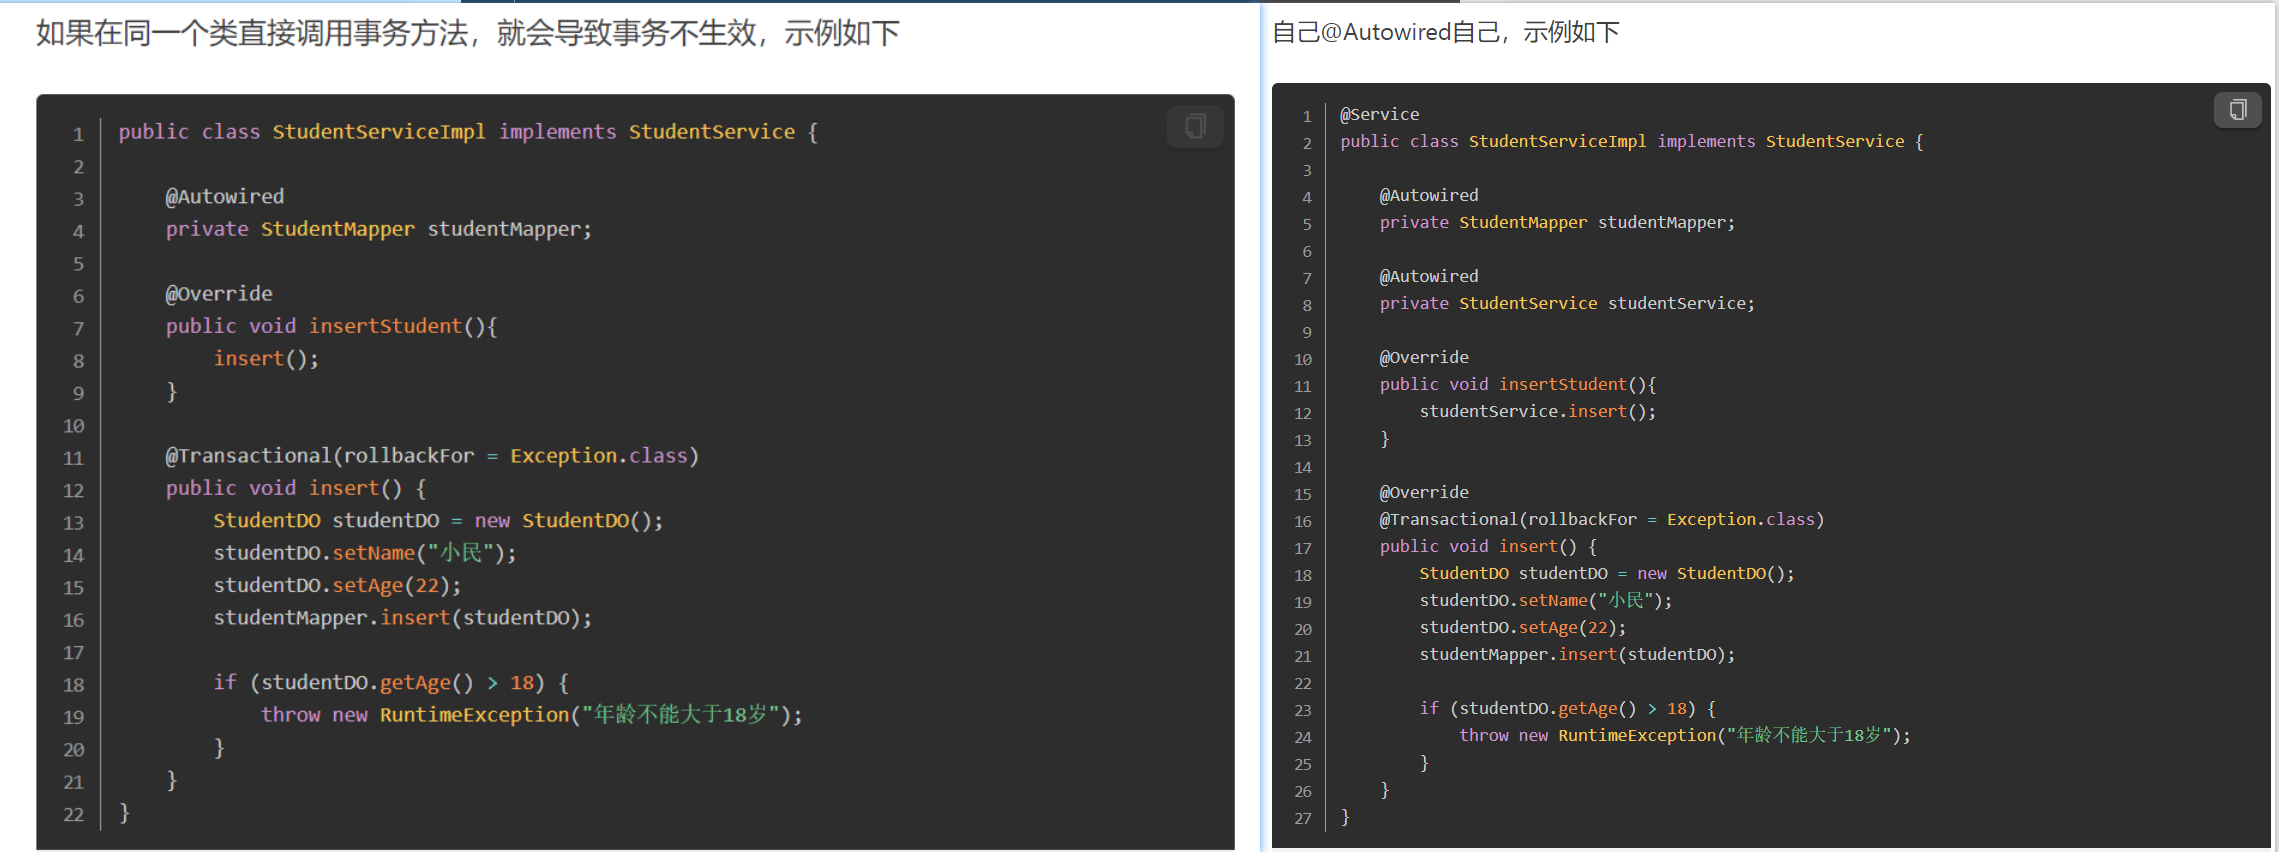 如果在同一个类直接调用事务方法，就会导致事务不生效，示例如下
1 public class StudentServiceImpl implements StudentService {
2
3     @Autowired
4     private StudentMapper studentMapper;
5
6     @Override
7     public void insertStudent(){
8         insert();
9     }
10
11     @Transactional(rollbackFor = Exception.class)
12     public void insert() {
13         StudentDO studentDO = new StudentDO();
14         studentDO.setName("小民");
15         studentDO.setAge(22);
16         studentMapper.insert(studentDO);
17
18         if (studentDO.getAge() > 18) {
19             throw new RuntimeException("年龄不能大于18岁");
20         }
21     }
22 }
自己@Autowired自己，示例如下
1 @Service
2 public class StudentServiceImpl implements StudentService {
3
4     @Autowired
5     private StudentMapper studentMapper;
6
7     @Autowired
8     private StudentService studentService;
9
10     @Override
11     public void insertStudent(){
12         studentService.insert();
13     }
14
15     @Override
16     @Transactional(rollbackFor = Exception.class)
17     public void insert() {
18         StudentDO studentDO = new StudentDO();
19         studentDO.setName("小民");
20         studentDO.setAge(22);
21         studentMapper.insert(studentDO);
22
23         if (studentDO.getAge() > 18) {
24             throw new RuntimeException("年龄不能大于18岁");
25         }
26     }
27 }